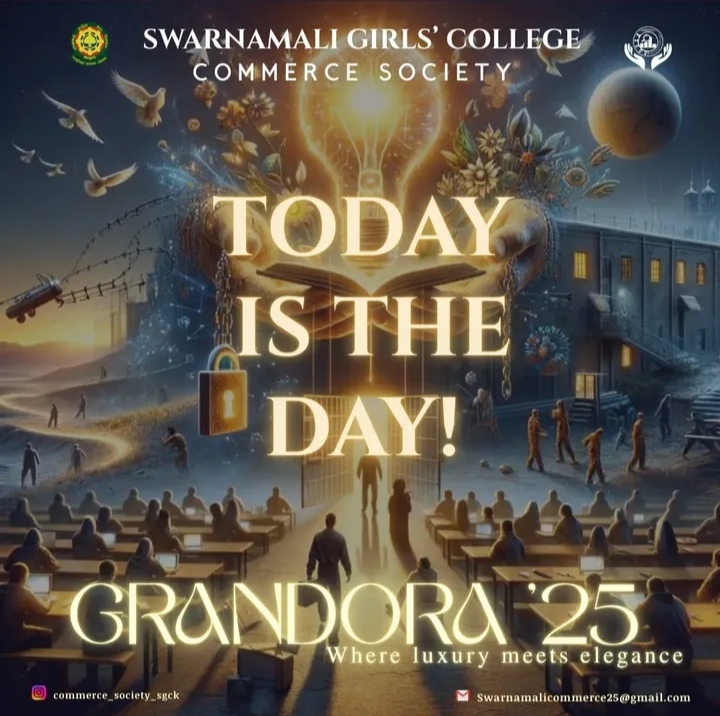 SWARNAMALI GIRLS' COLLEGE
COMMERCE SOCIETY
TODAY
IS THE
DAY!
GRANDORA '25
Where luxury meets elegance
commerce_society_sgck
Swarnamalicommerce25@gmail.com